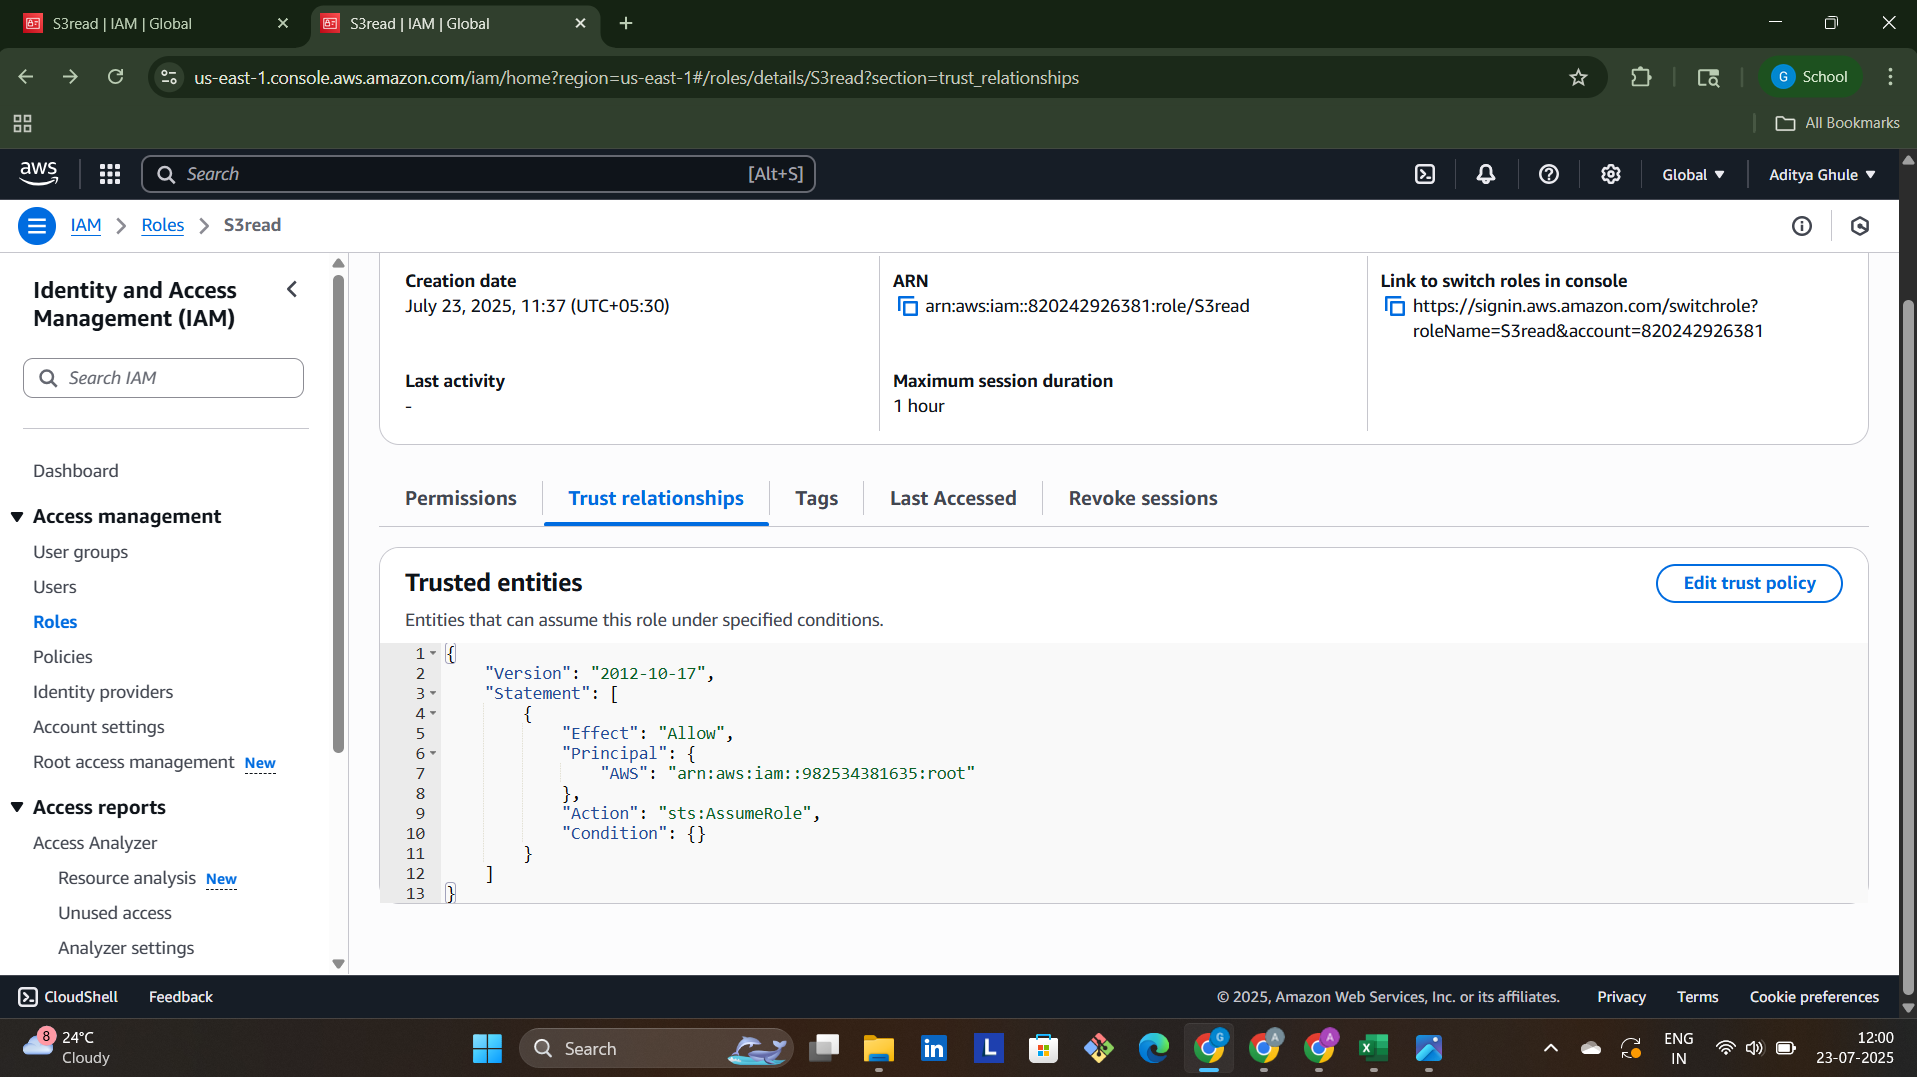 S3read | IAM | Global
S3read | IAM | Global
us-east-1.console.aws.amazon.com/iam/home?region=us-east-1#/roles/details/S3read?section=trust_relationships
G School
All Bookmarks
aws
Search [Alt+S]
Global
Aditya Ghule
IAM
Roles
S3read
Identity and Access
Management (IAM)
Search IAM
Dashboard
Access management
User groups
Users
Roles
Policies
Identity providers
Account settings
Root access management New
Access reports
Access Analyzer
Resource analysis New
Unused access
Analyzer settings
Creation date
July 23, 2025, 11:37 (UTC+05:30)
ARN
arn:aws:iam::820242926381:role/S3read
Link to switch roles in console
https://signin.aws.amazon.com/switchrole?
roleName=S3read&account=820242926381
Last activity
-
Maximum session duration
1 hour
Permissions
Trust relationships
Tags
Last Accessed
Revoke sessions
Trusted entities
Edit trust policy
Entities that can assume this role under specified conditions.
1 {
2 "Version": "2012-10-17",
3 "Statement": [
4 {
5 "Effect": "Allow",
6 "Principal": {
7 "AWS": "arn:aws:iam::982534381635:root"
8 },
9 "Action": "sts:AssumeRole",
10 "Condition": {}
11 }
12 ]
13 }
CloudShell
Feedback
© 2025, Amazon Web Services, Inc. or its affiliates.
Privacy
Terms
Cookie preferences
8
24°C
Cloudy
Search
in
L
G
A
A
X
ENG
IN
12:00
23-07-2025